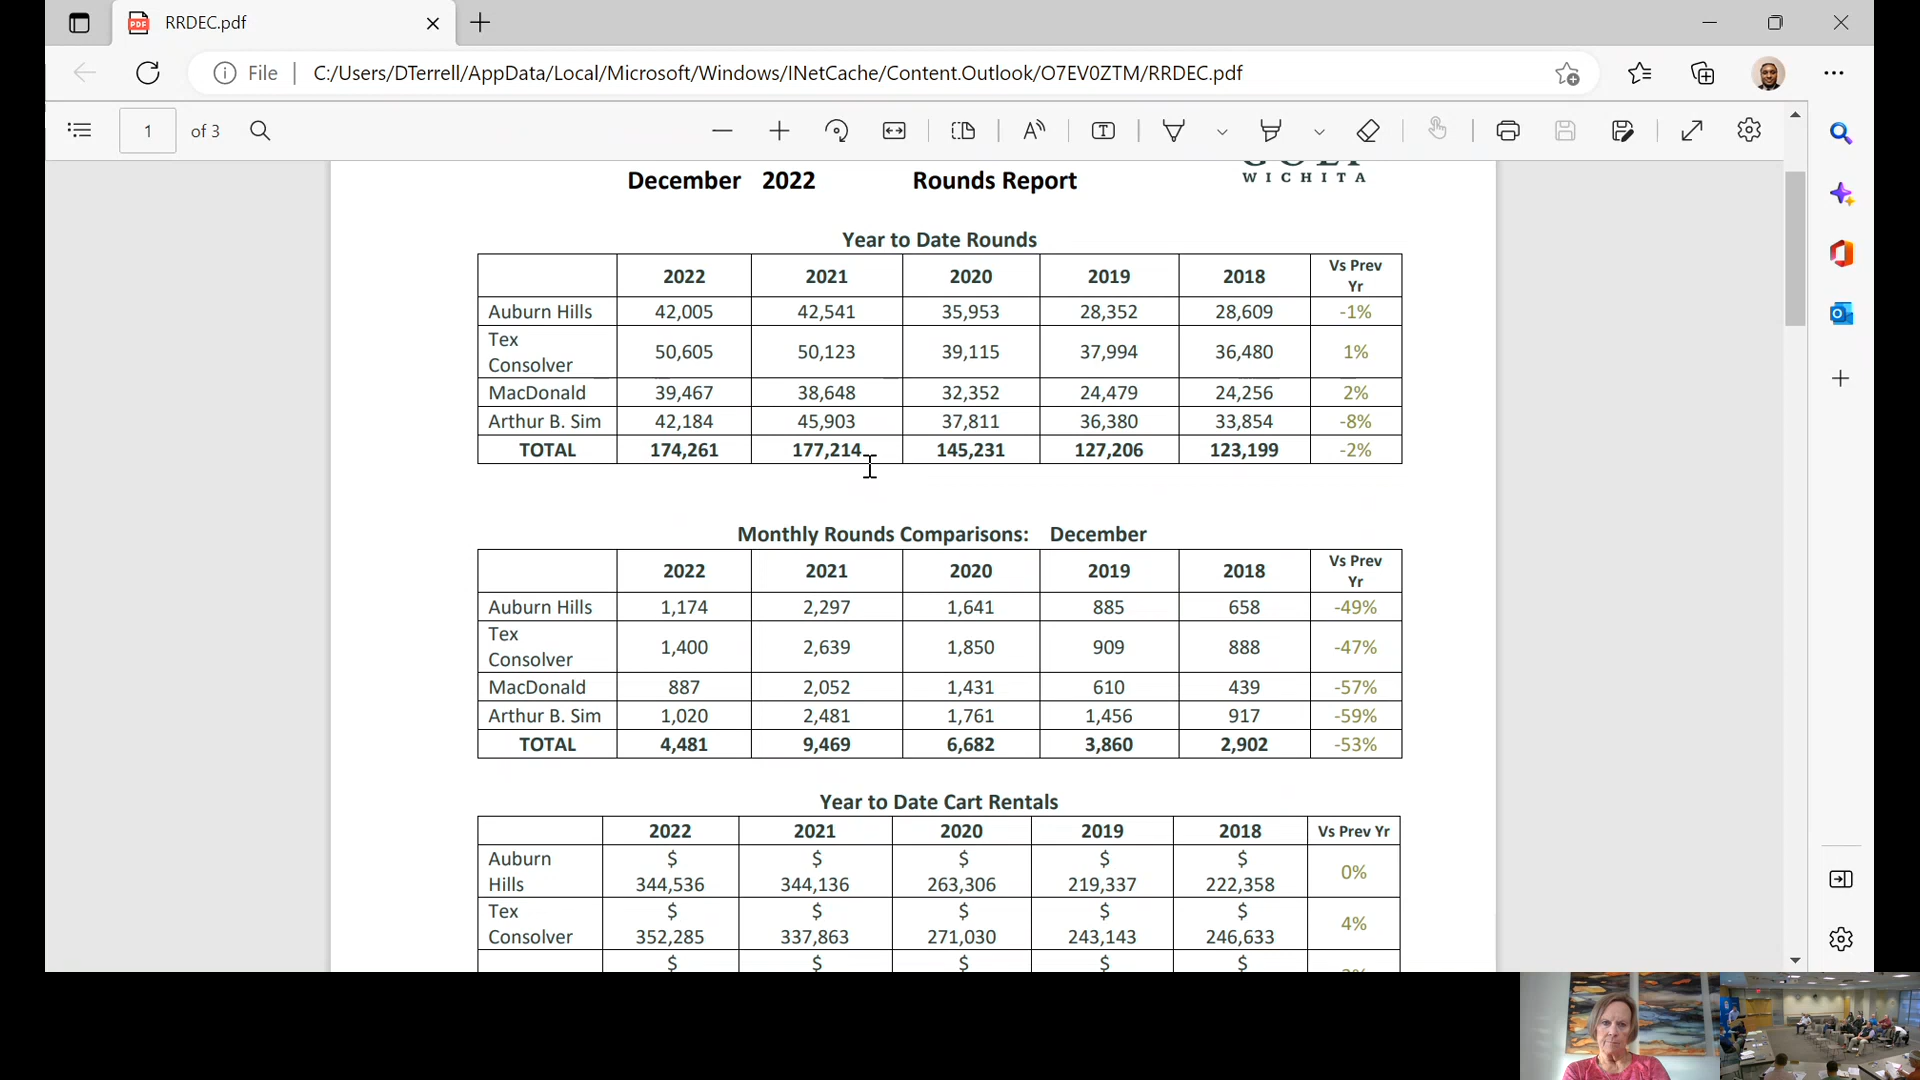 RRDEC.pdf
File | C:/Users/DTerrell/AppData/Local/Microsoft/Windows/INetCache/Content.Outlook/O7EV0ZTM/RRDEC.pdf
1 of 3
WICHITA
December 2022 Rounds Report
Year to Date Rounds
2022 2021 2020 2019 2018 Vs Prev Yr
Auburn Hills 42,005 42,541 35,953 28,352 28,609 -1%
Tex Consolver 50,605 50,123 39,115 37,994 36,480 1%
MacDonald 39,467 38,648 32,352 24,479 24,256 2%
Arthur B. Sim 42,184 45,903 37,811 36,380 33,854 -8%
TOTAL 174,261 177,214 145,231 127,206 123,199 -2%
Monthly Rounds Comparisons: December
2022 2021 2020 2019 2018 Vs Prev Yr
Auburn Hills 1,174 2,297 1,641 885 658 -49%
Tex Consolver 1,400 2,639 1,850 909 888 -47%
MacDonald 887 2,052 1,431 610 439 -57%
Arthur B. Sim 1,020 2,481 1,761 1,456 917 -59%
TOTAL 4,481 9,469 6,682 3,860 2,902 -53%
Year to Date Cart Rentals
2022 2021 2020 2019 2018 Vs Prev Yr
Auburn Hills $ 344,536 $ 344,136 $ 263,306 $ 219,337 $ 222,358 0%
Tex Consolver $ 352,285 $ 337,863 $ 271,030 $ 243,143 $ 246,633 4%
$ $ $ $ $